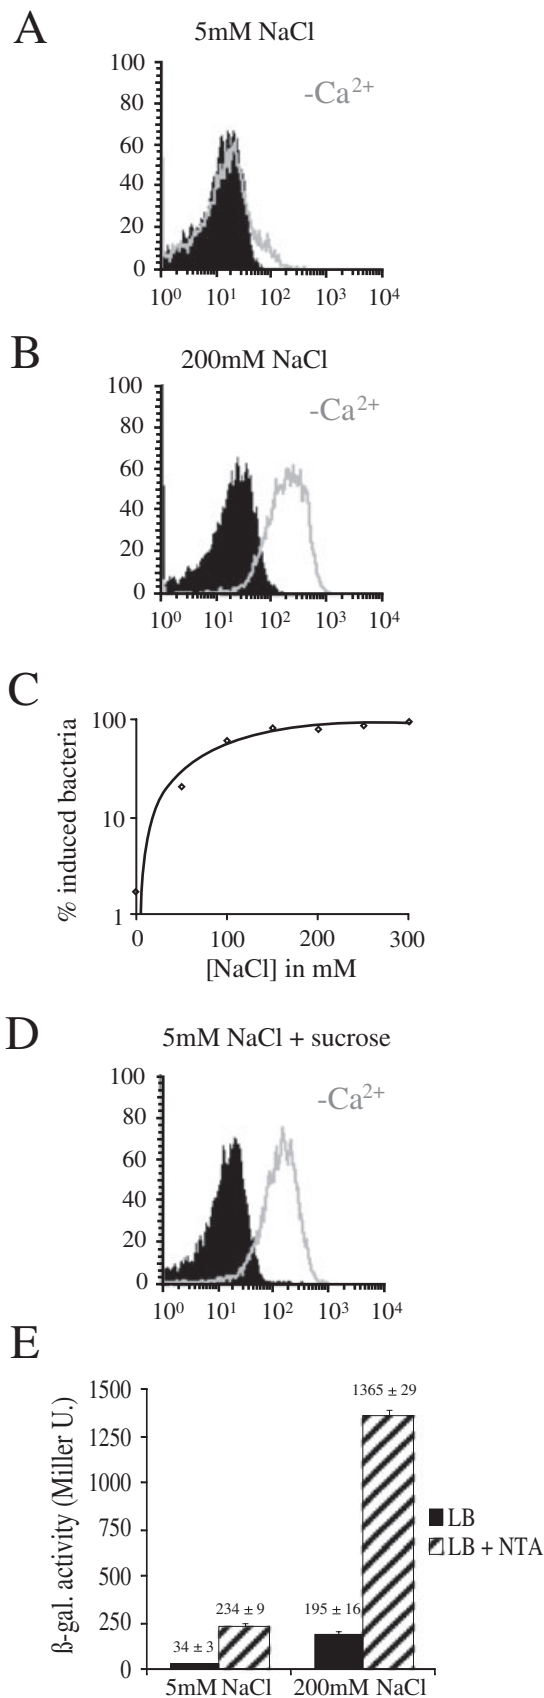 A
5mM NaCl
-Ca²⁺
100
80
60
40
20
0
10⁰ 10¹ 10² 10³ 10⁴
B
200mM NaCl
-Ca²⁺
100
80
60
40
20
0
10⁰ 10¹ 10² 10³ 10⁴
C
% induced bacteria
100
10
1
0 100 200 300
[NaCl] in mM
D
5mM NaCl + sucrose
-Ca²⁺
100
80
60
40
20
0
10⁰ 10¹ 10² 10³ 10⁴
E
ß-gal. activity (Miller U.)
1500
1250
1000
750
500
250
0
34 ± 3
234 ± 9
195 ± 16
1365 ± 29
LB
LB + NTA
5mM NaCl 200mM NaCl